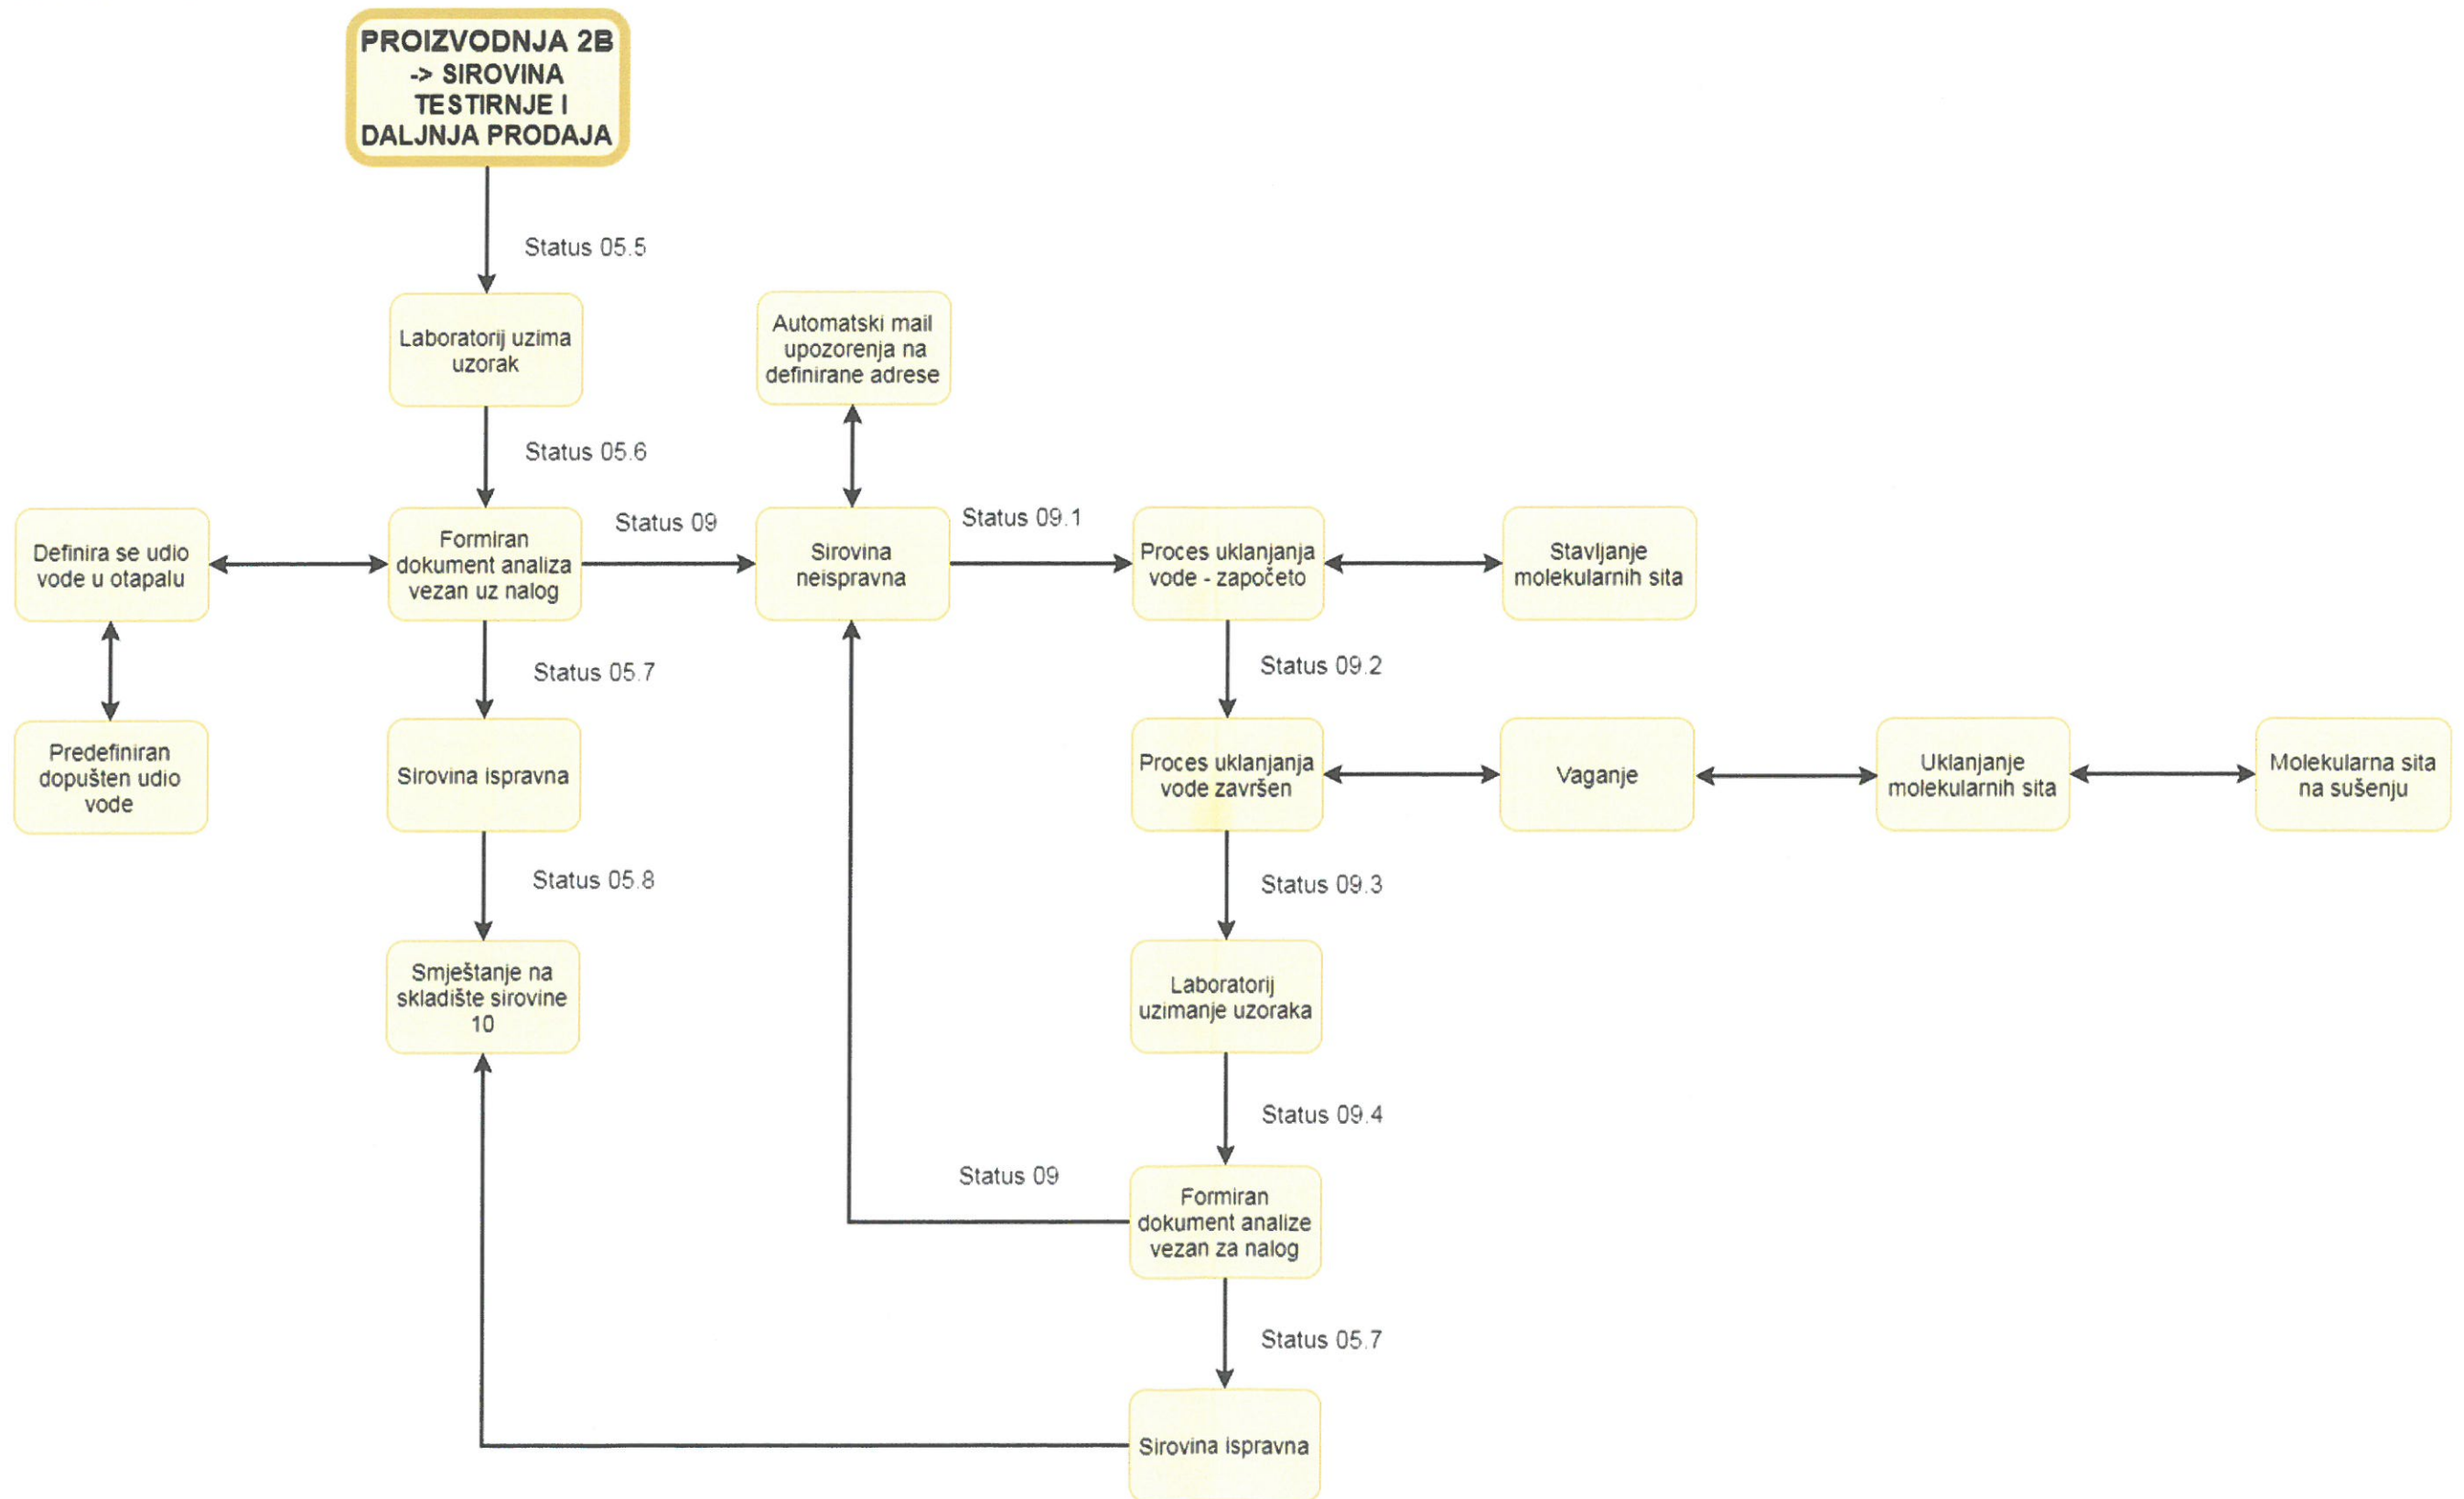 PROIZVODNJA 2B
-> SIROVINA
TESTIRNJE I
DALJNJA PRODAJA
Status 05.5
Laboratorij uzima
uzorak
Automatski mail
upozorenja na
definirane adrese
Status 05.6
Definira se udio
vode u otapalu
Formiran
dokument analiza
vezan uz nalog
Status 09
Sirovina
neispravna
Status 09.1
Proces uklanjanja
vode - započeto
Stavljanje
molekularnih sita
Status 05.7
Status 09.2
Predefiniran
dopušten udio
vode
Sirovina ispravna
Proces uklanjanja
vode završen
Vaganje
Uklanjanje
molekularnih sita
Molekularna sita
na sušenju
Status 05.8
Status 09.3
Smještanje na
skladište sirovine
10
Laboratorij
uzimanje uzoraka
Status 09.4
Status 09
Formiran
dokument analize
vezan za nalog
Status 05.7
Sirovina ispravna